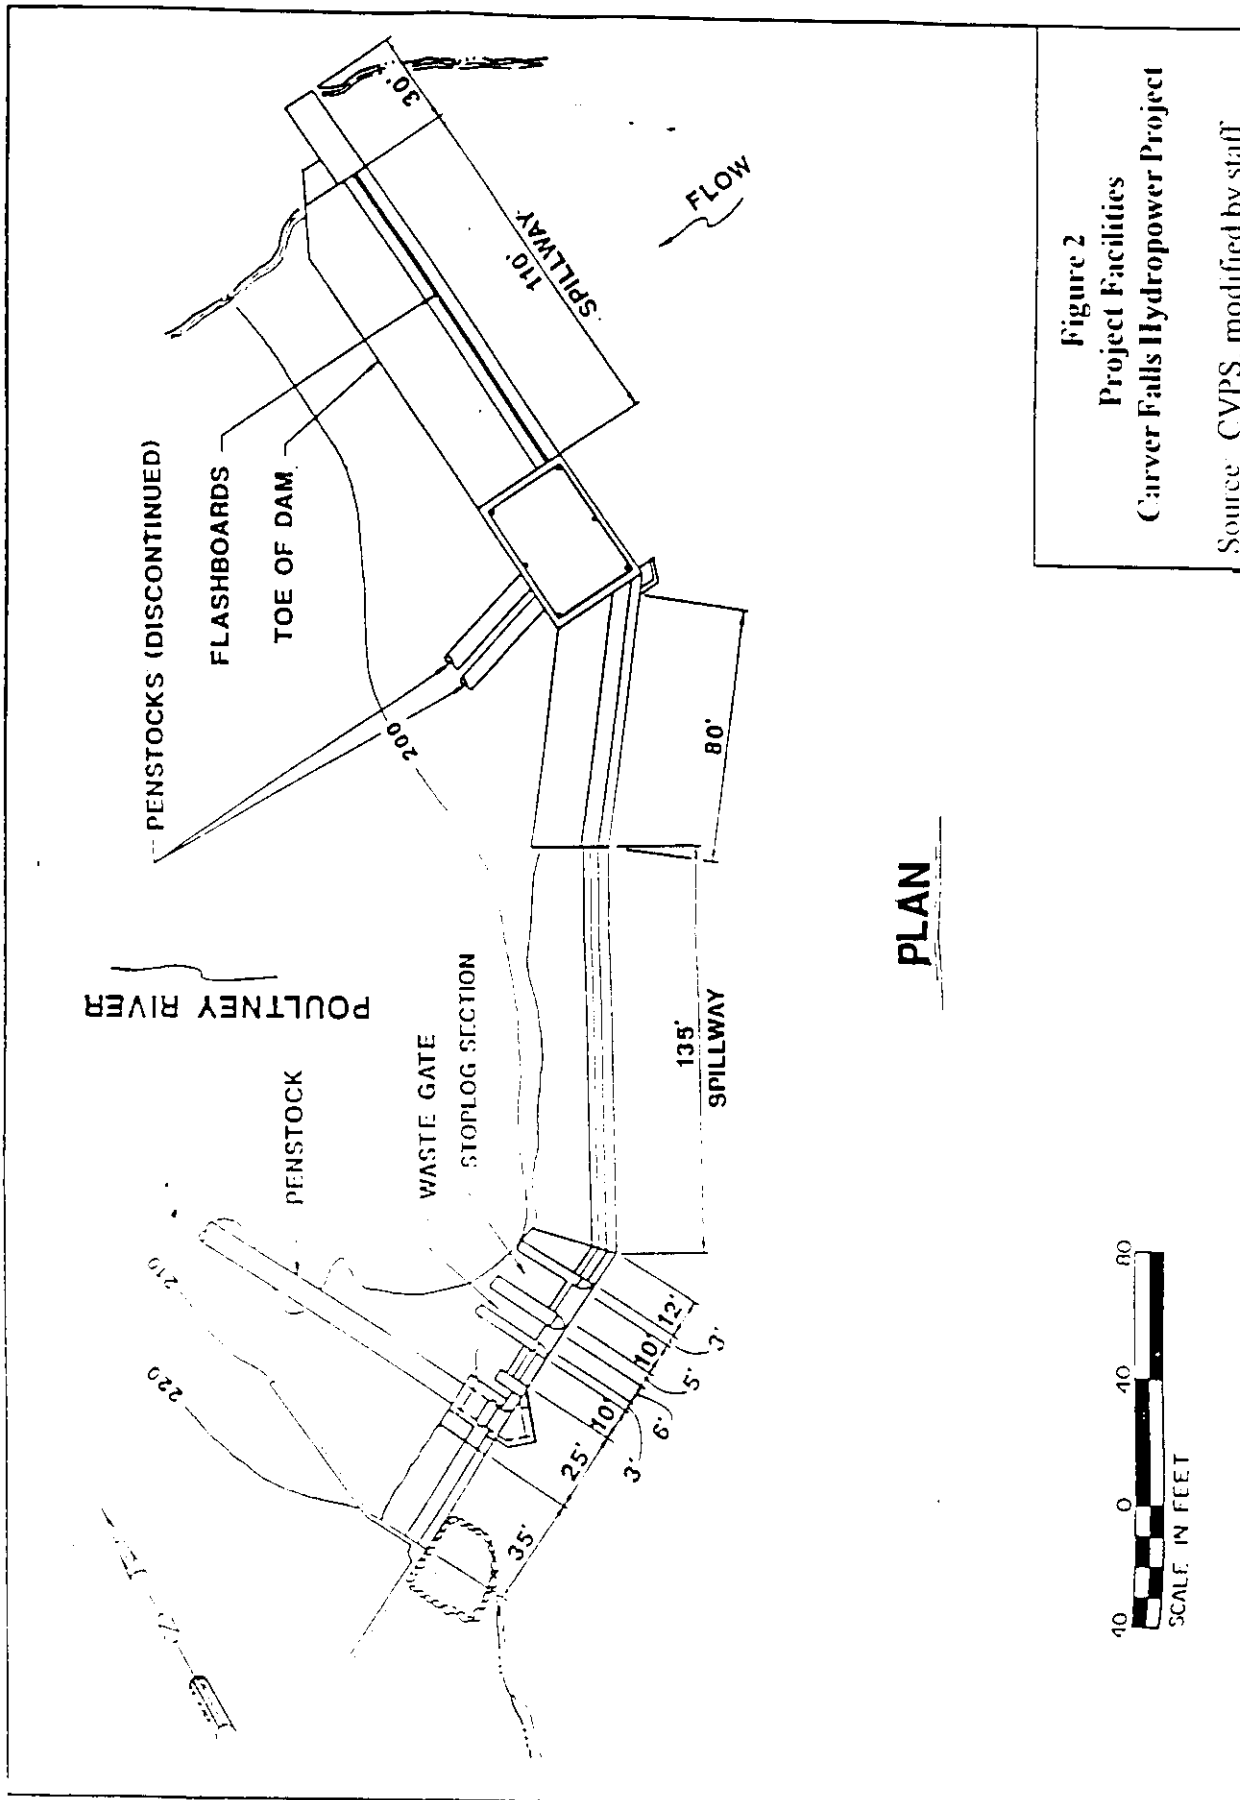 PENSTOCKS (DISCONTINUED)
FLASHBOARDS
TOE OF DAM
POULTNEY RIVER
PENSTOCK
WASTE GATE
STOPLOG SECTION
210
220
200
30'
110'
SPILLWAY
FLOW
80'
135'
SPILLWAY
35'
25'
10'
10'
12'
3'
6'
5'
3'
PLAN
40 0 40 80
SCALE IN FEET
Figure 2
Project Facilities
Carver Falls Hydropower Project
Source CVPS modified by staff